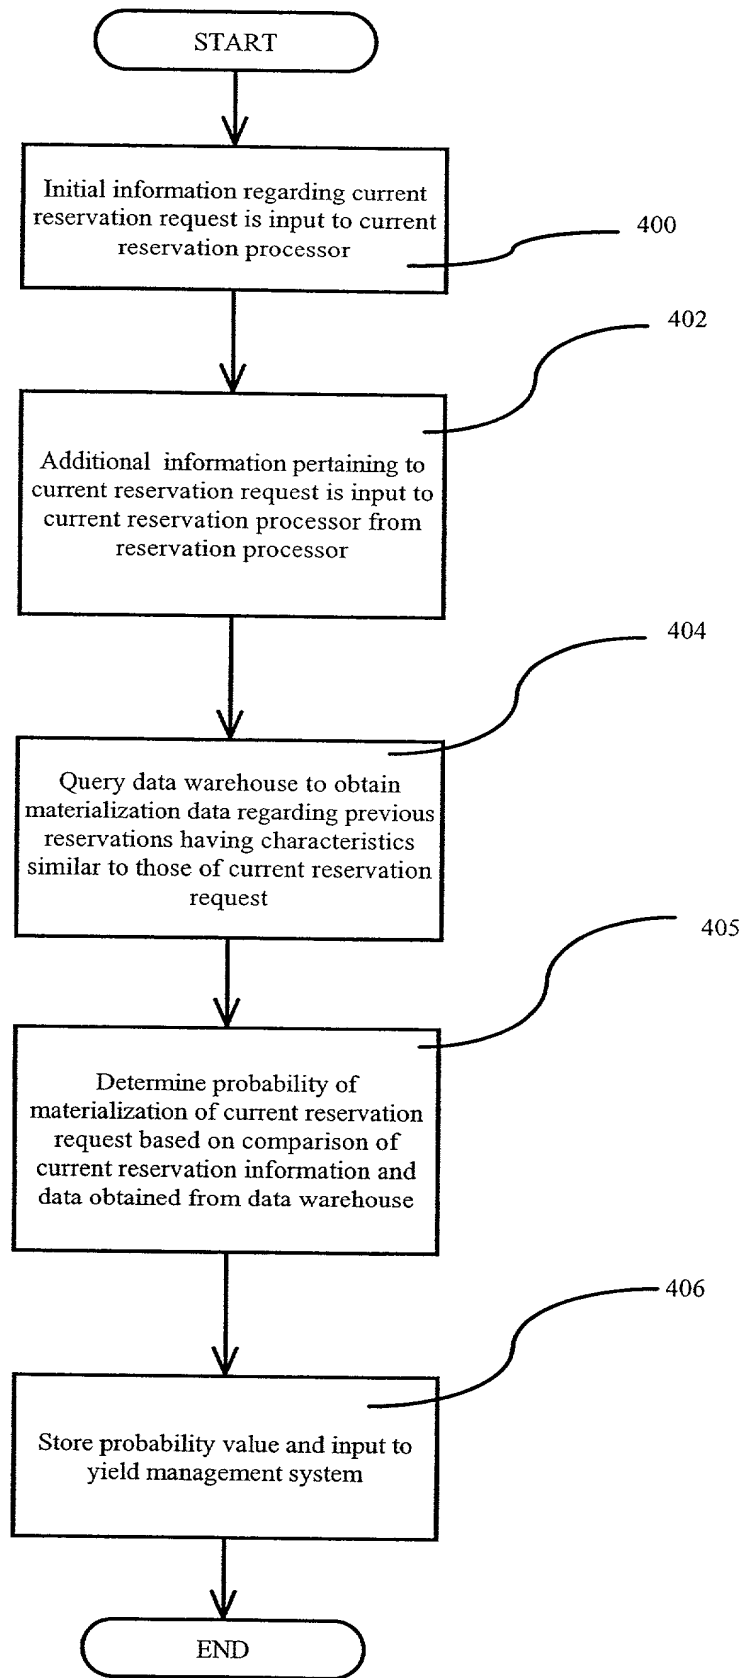 START
Initial information regarding current
reservation request is input to current
reservation processor
400
402
Additional information pertaining to
current reservation request is input to
current reservation processor from
reservation processor
404
Query data warehouse to obtain
materialization data regarding previous
reservations having characteristics
similar to those of current reservation
request
405
Determine probability of
materialization of current reservation
request based on comparison of
current reservation information and
data obtained from data warehouse
406
Store probability value and input to
yield management system
END